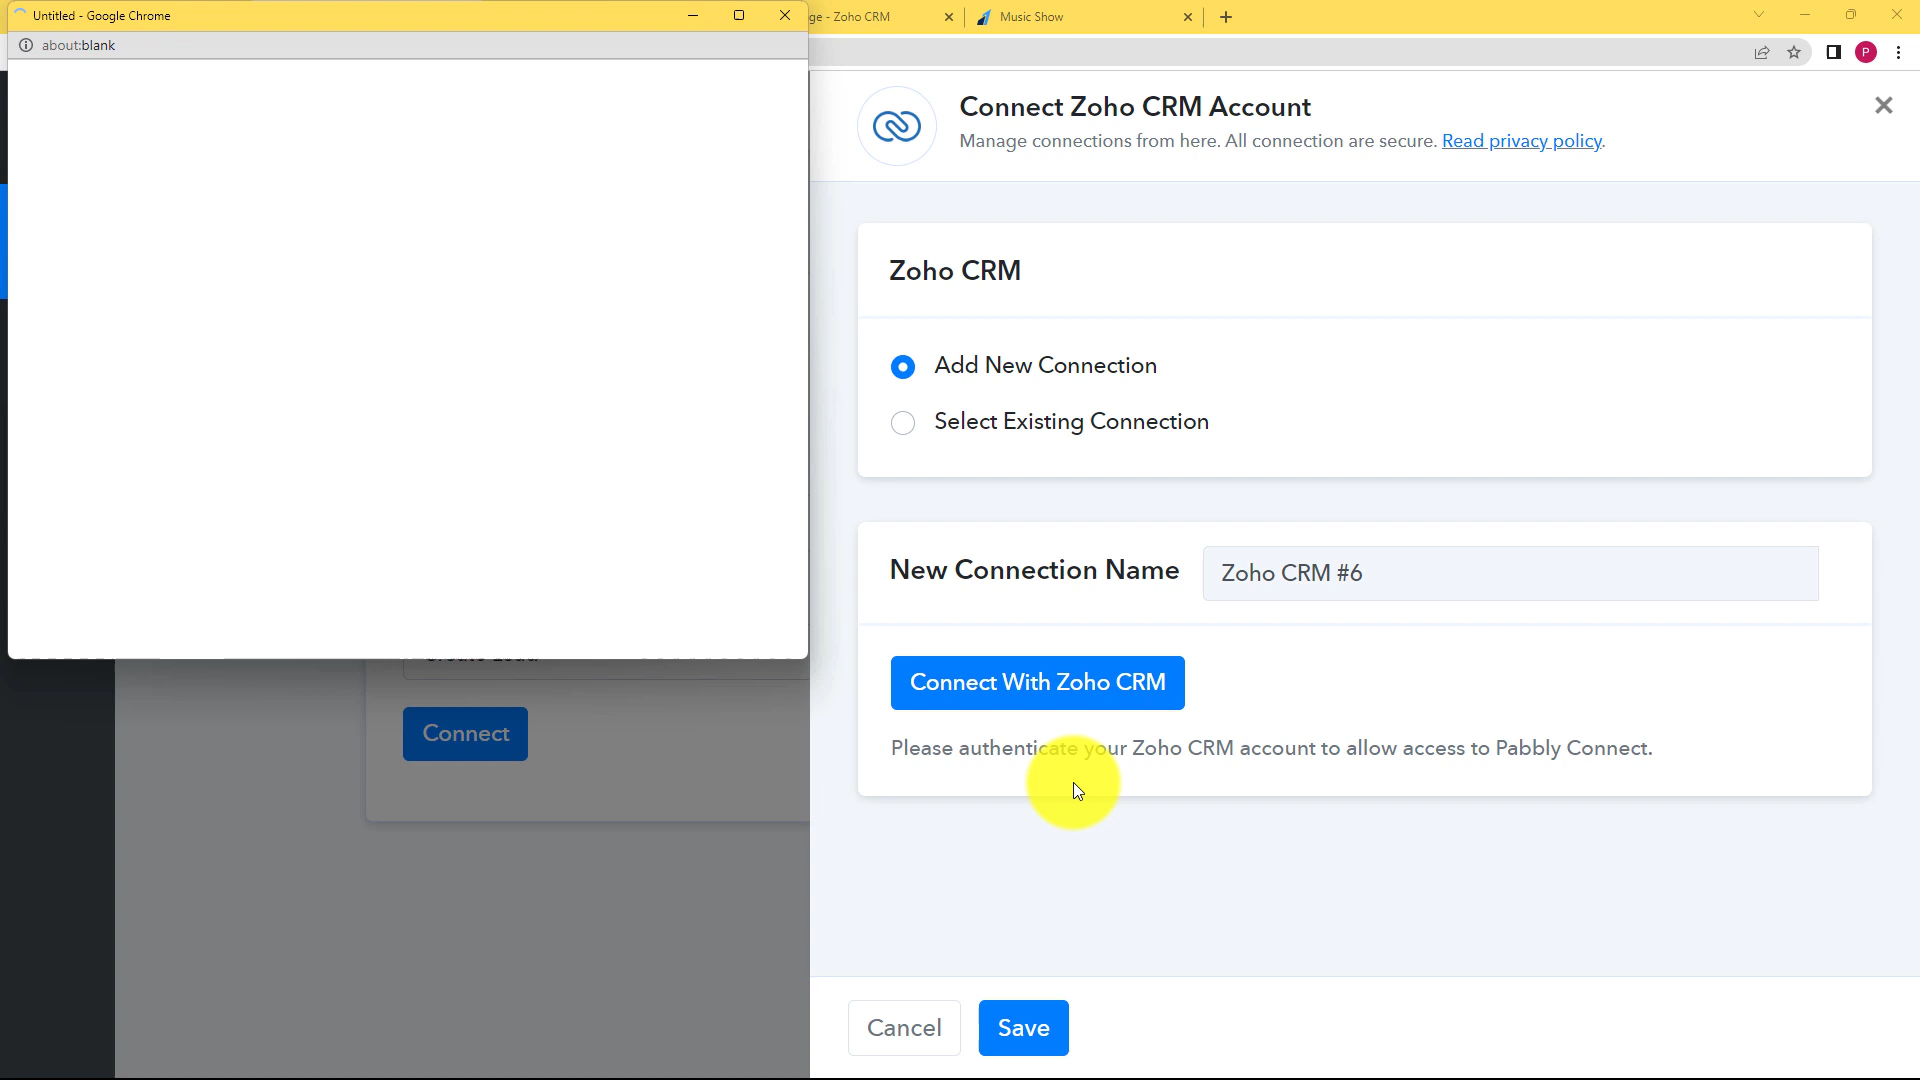 Untitled - Google Chrome
ge - Zoho CRM
Music Show
about:blank
P
Connect Zoho CRM Account
Manage connections from here. All connection are secure. Read privacy policy.
Zoho CRM
Add New Connection
Select Existing Connection
New Connection Name
Zoho CRM #6
Connect With Zoho CRM
Connect
Please authenticate your Zoho CRM account to allow access to Pabbly Connect.
Cancel
Save